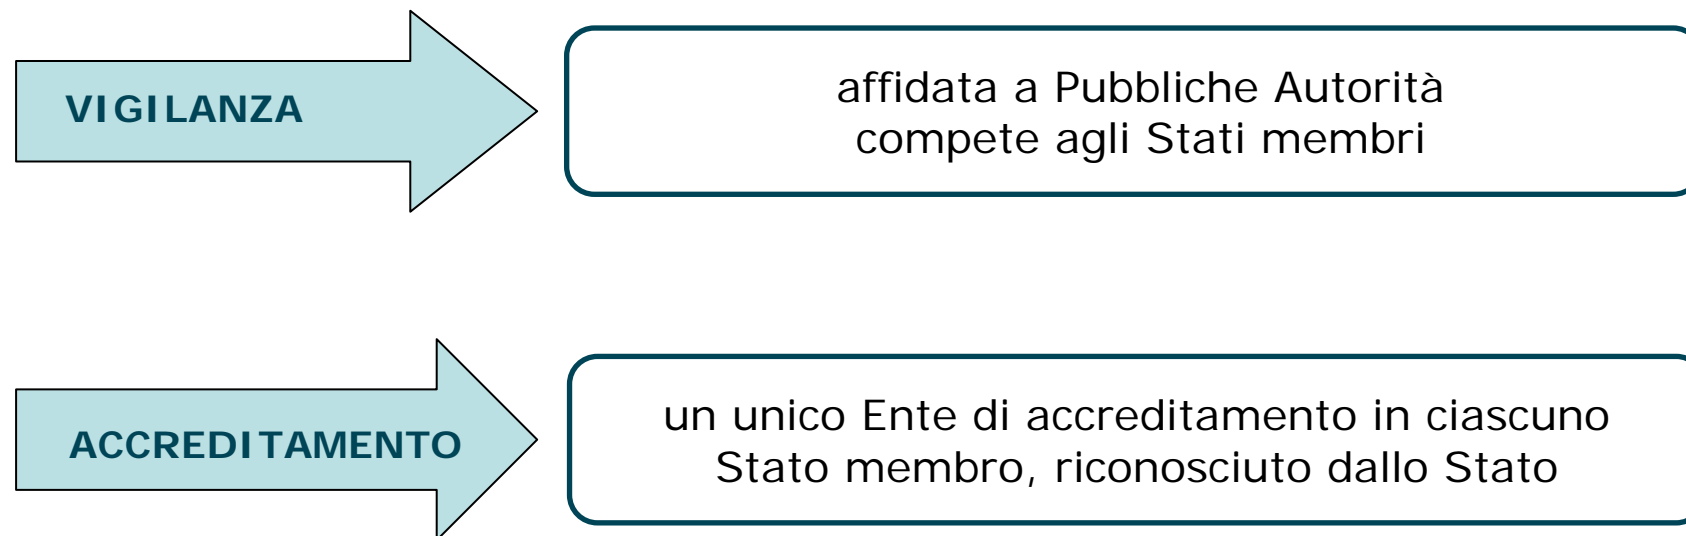 VIGILANZA
affidata a Pubbliche Autorità
compete agli Stati membri
ACCREDITAMENTO
un unico Ente di accreditamento in ciascuno
Stato membro, riconosciuto dallo Stato